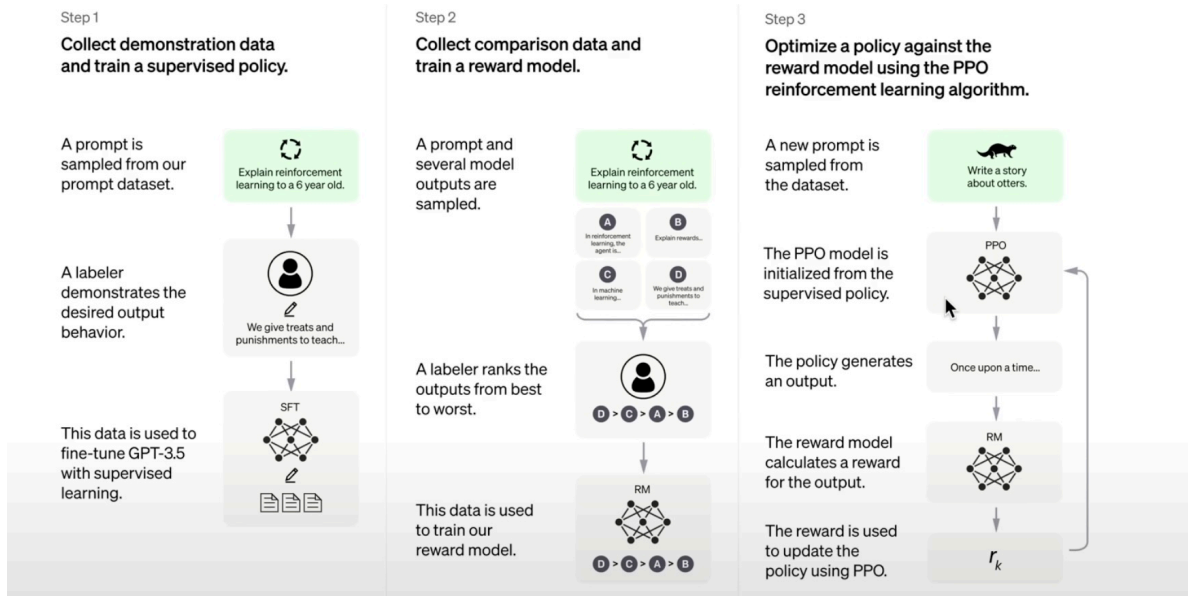 Step 1
Collect demonstration data
and train a supervised policy.
A prompt is
sampled from our
prompt dataset.
Explain reinforcement
learning to a 6 year old.
A labeler
demonstrates the
desired output
behavior.
We give treats and
punishments to teach...
This data is used to
fine-tune GPT-3.5
with supervised
learning.
SFT
Step 2
Collect comparison data and
train a reward model.
A prompt and
several model
outputs are
sampled.
Explain reinforcement
learning to a 6 year old.
A
In reinforcement
learning, the
agent is...
B
Explain rewards...
C
In machine
learning...
D
We give treats and
punishments to
teach...
A labeler ranks the
outputs from best
to worst.
D > C > A > B
This data is used
to train our
reward model.
RM
D > C > A > B
Step 3
Optimize a policy against the
reward model using the PPO
reinforcement learning algorithm.
A new prompt is
sampled from
the dataset.
Write a story
about otters.
The PPO model is
initialized from the
supervised policy.
PPO
The policy generates
an output.
Once upon a time...
The reward model
calculates a reward
for the output.
RM
The reward is used
to update the
policy using PPO.
rk